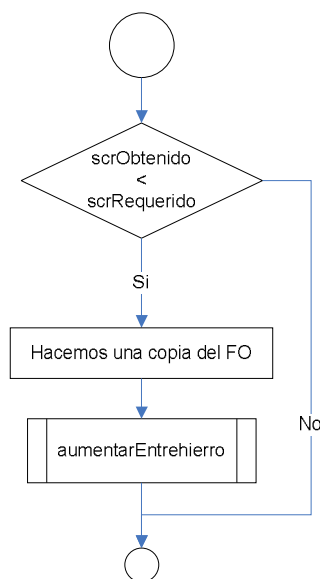 scrObtenido
<
scrRequerido
Si
Hacemos una copia del FO
aumentarEntrehierro
No